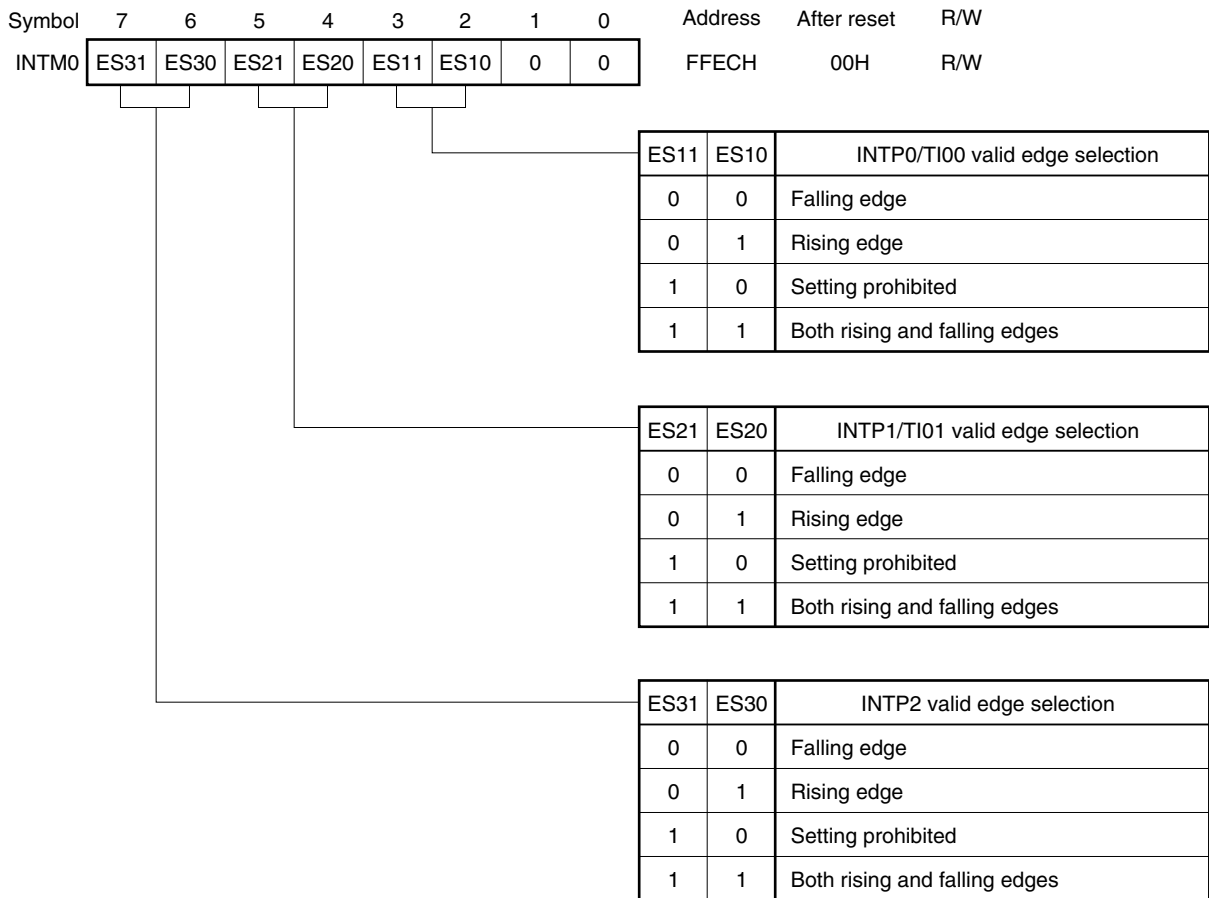 Symbol 7 6 5 4 3 2 1 0 Address After reset R/W
INTM0 ES31 ES30 ES21 ES20 ES11 ES10 0 0 FFECH 00H R/W
ES11 ES10 INTP0/TI00 valid edge selection
0 0 Falling edge
0 1 Rising edge
1 0 Setting prohibited
1 1 Both rising and falling edges
ES21 ES20 INTP1/TI01 valid edge selection
0 0 Falling edge
0 1 Rising edge
1 0 Setting prohibited
1 1 Both rising and falling edges
ES31 ES30 INTP2 valid edge selection
0 0 Falling edge
0 1 Rising edge
1 0 Setting prohibited
1 1 Both rising and falling edges